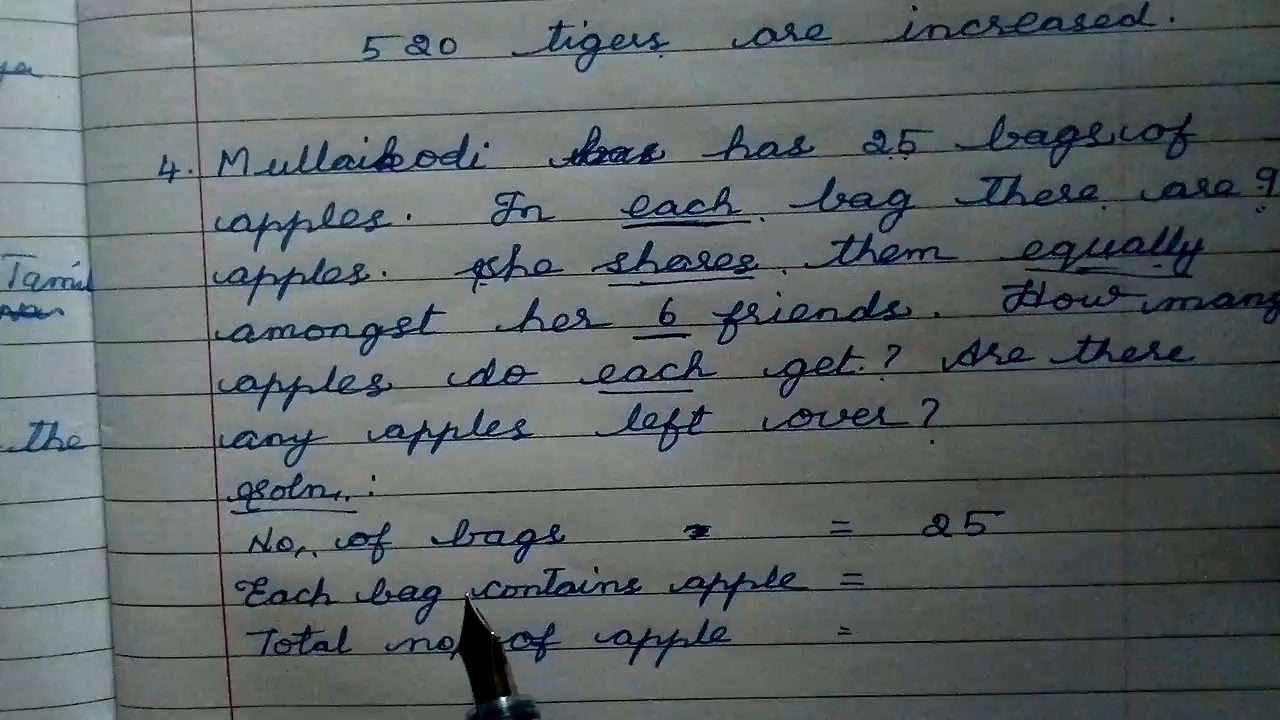 520 tigers are increased.
4. Mullaikodi has 25 bags of
apples. In each bag there are 9
apples. she shares them equally
amongst her 6 friends. How many
apples do each get? Are there
Tamil
any apples left over?
the
soln.:
No. of bags = 25
Each bag contains apple =
Total no of apple =